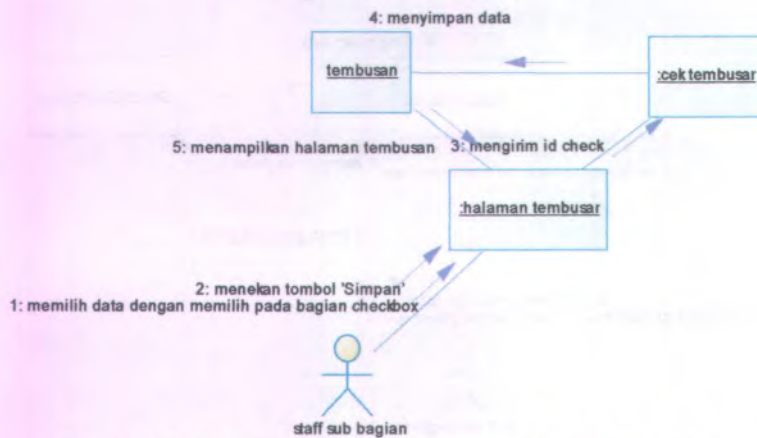 4: menyimpan data
tembusan
:cek tembusar
5: menampilkan halaman tembusan
3: mengirim id check
:halaman tembusar
2: menekan tombol 'Simpan'
1: memilih data dengan memilih pada bagian checkbox
staff sub bagian